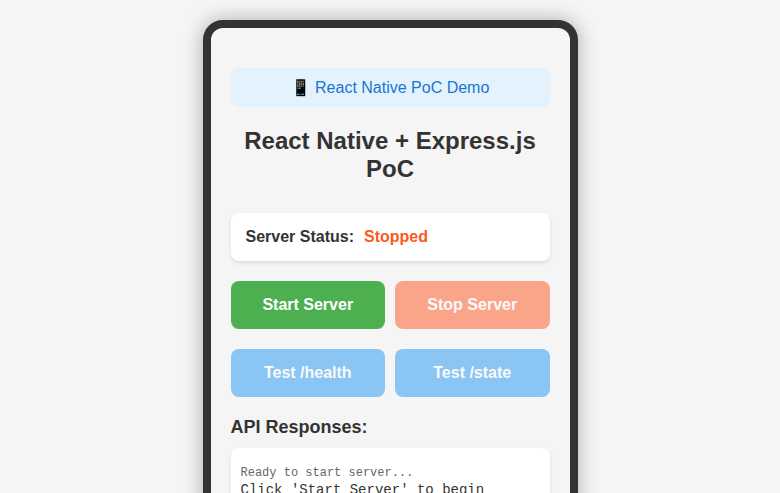 📱 React Native PoC Demo
React Native + Express.js
PoC
Server Status: Stopped
Start Server
Stop Server
Test /health
Test /state
API Responses:
Ready to start server...
Click 'Start Server' to begin